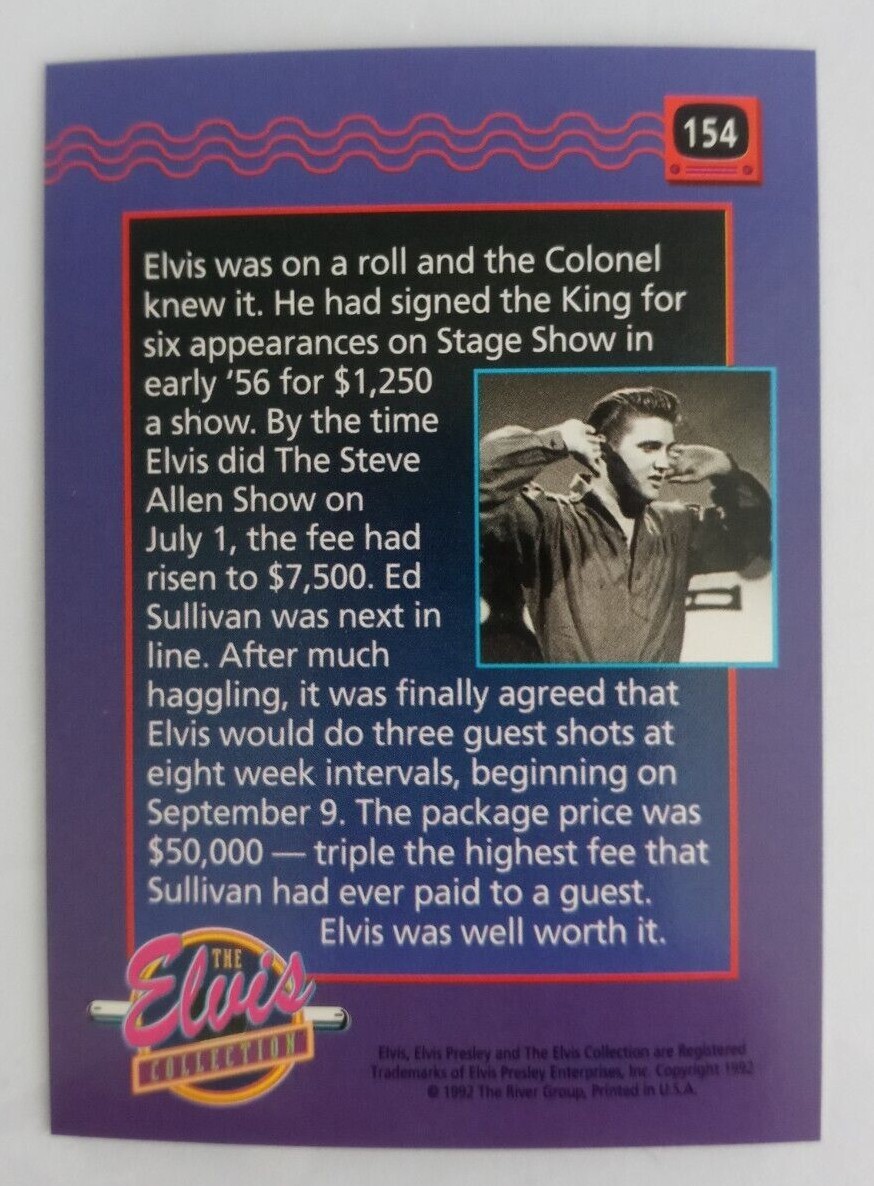 154
Elvis was on a roll and the Colonel
knew it. He had signed the King for
six appearances on Stage Show in
early '56 for $1,250
a show. By the time
Elvis did The Steve
Allen Show on
July 1, the fee had
risen to $7,500. Ed
Sullivan was next in
line. After much
haggling, it was finally agreed that
Elvis would do three guest shots at
eight week intervals, beginning on
September 9. The package price was
$50,000 — triple the highest fee that
Sullivan had ever paid to a guest.
Elvis was well worth it.
THE
Elvis
COLLECTION
Elvis, Elvis Presley and The Elvis Collection are Registered
Trademarks of Elvis Presley Enterprises, Inc. Copyright 1992
© 1992 The River Group, Printed in U.S.A.